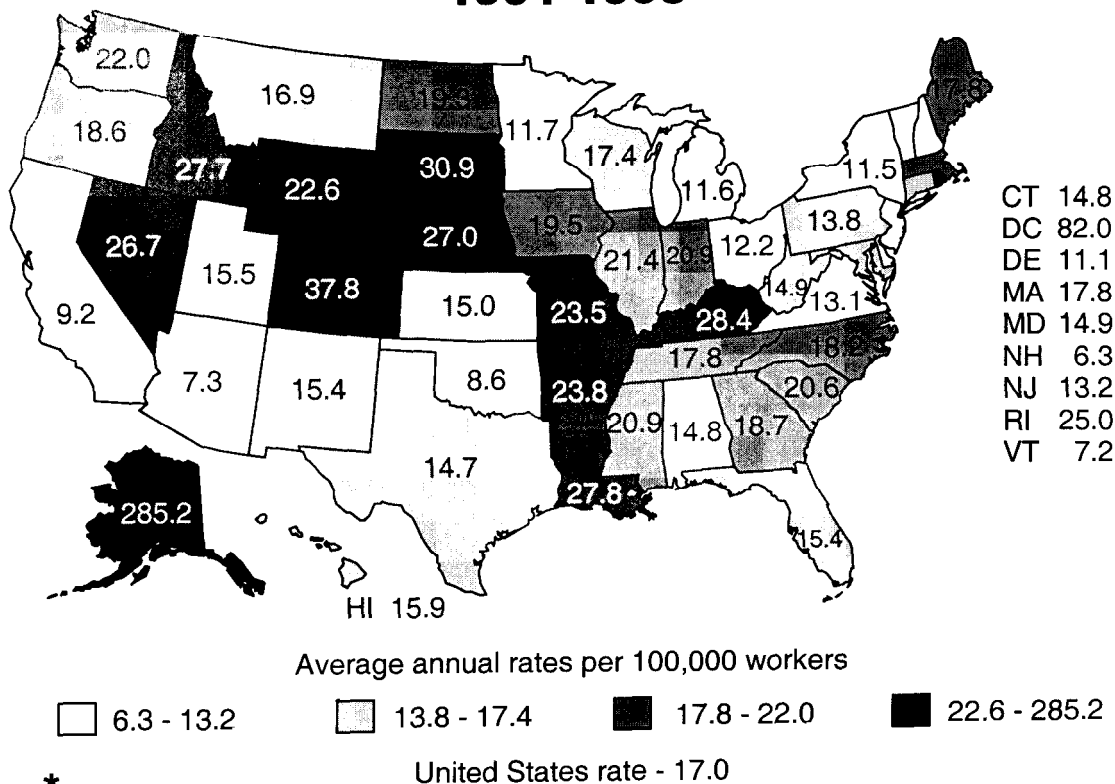 22.0
16.9
19.9
11.7
17.8
18.6
27.7
22.6
30.9
17.4
11.6
11.5
26.7
15.5
37.8
27.0
19.5
21.4
20.9
12.2
13.8
9.2
15.0
23.5
28.4
14.9
13.1
7.3
15.4
8.6
23.8
17.8
18.2
20.9
14.8
18.7
20.6
14.7
27.8
15.4
285.2
HI 15.9
CT 14.8
DC 82.0
DE 11.1
MA 17.8
MD 14.9
NH 6.3
NJ 13.2
RI 25.0
VT 7.2
Average annual rates per 100,000 workers
6.3 - 13.2
13.8 - 17.4
17.8 - 22.0
22.6 - 285.2
United States rate - 17.0
*